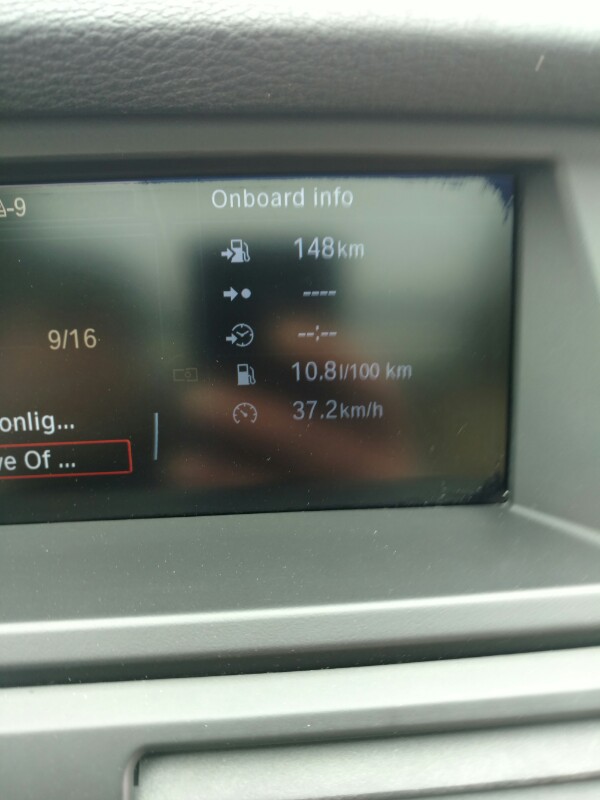 -9
Onboard info
148km
----
9/16
--:--
10.8l/100 km
onlig...
37.2km/h
ve Of ...